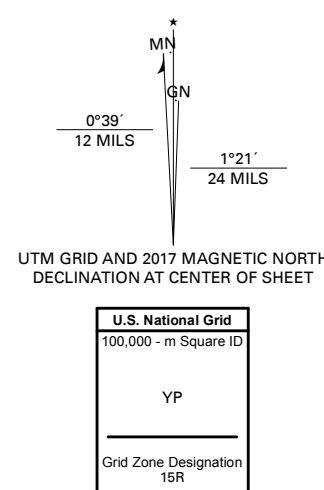 ★
MN
GN
0°39´
12 MILS
1°21´
24 MILS
UTM GRID AND 2017 MAGNETIC NORTH
DECLINATION AT CENTER OF SHEET
U.S. National Grid
100,000 - m Square ID
YP
Grid Zone Designation
15R